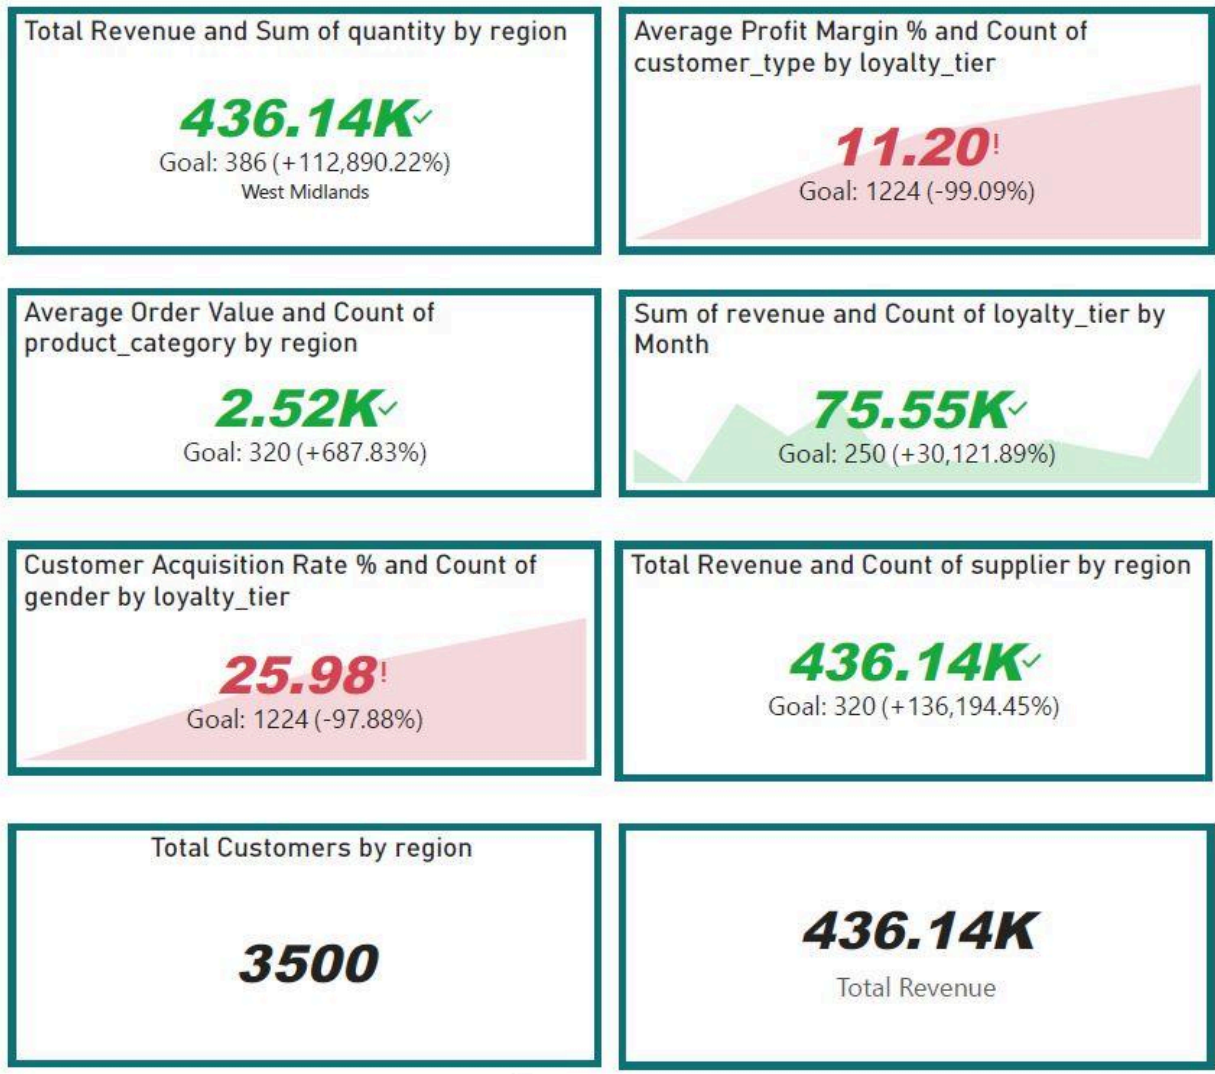 Total Revenue and Sum of quantity by region
436.14K✓
Goal: 386 (+112,890.22%)
West Midlands
Average Profit Margin % and Count of
customer_type by loyalty_tier
11.20!
Goal: 1224 (-99.09%)
Average Order Value and Count of
product_category by region
2.52K✓
Goal: 320 (+687.83%)
Sum of revenue and Count of loyalty_tier by
Month
75.55K✓
Goal: 250 (+30,121.89%)
Customer Acquisition Rate % and Count of
gender by loyalty_tier
25.98!
Goal: 1224 (-97.88%)
Total Revenue and Count of supplier by region
436.14K✓
Goal: 320 (+136,194.45%)
Total Customers by region
3500
436.14K
Total Revenue